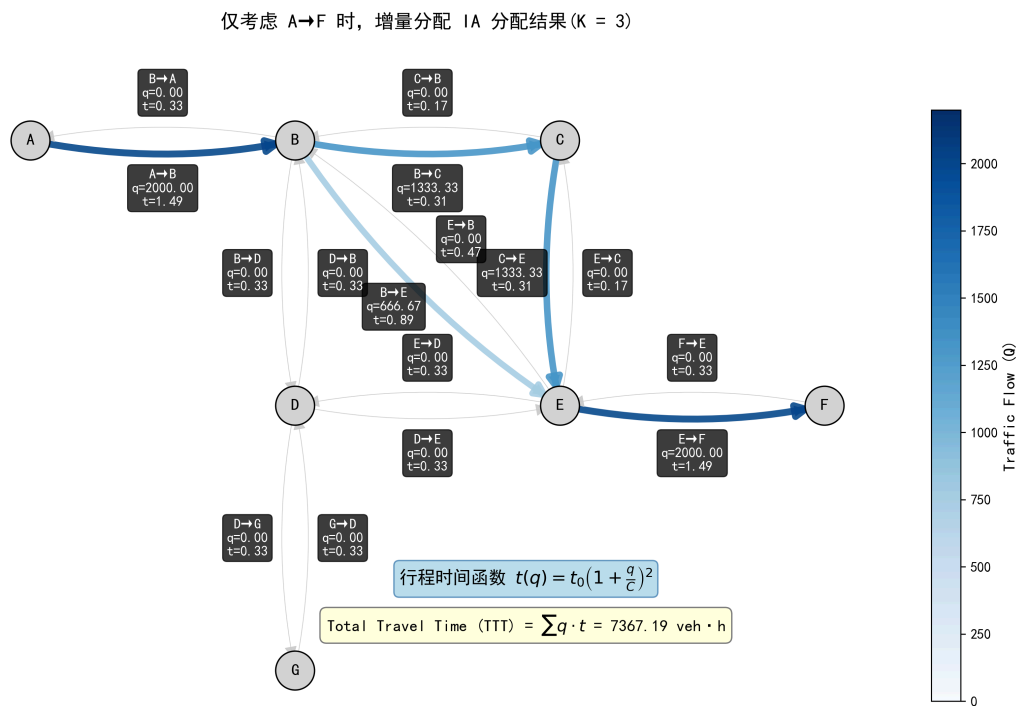 仅考虑 A→F 时，增量分配 IA 分配结果(K = 3)
B→A
q=0.00
t=0.33
C→B
q=0.00
t=0.17
A
B
C
A→B
q=2000.00
t=1.49
B→C
q=1333.33
t=0.31
E→B
q=0.00
t=0.47
B→D
q=0.00
t=0.33
D→B
q=0.00
t=0.33
C→E
q=1333.33
t=0.31
E→C
q=0.00
t=0.17
B→E
q=666.67
t=0.89
E→D
q=0.00
t=0.33
F→E
q=0.00
t=0.33
D
E
F
D→E
q=0.00
t=0.33
E→F
q=2000.00
t=1.49
D→G
q=0.00
t=0.33
G→D
q=0.00
t=0.33
行程时间函数 t(q) = t₀(1 + q/C)²
Total Travel Time (TTT) = ∑q · t = 7367.19 veh·h
G
2000
1750
1500
1250
1000
750
500
250
0
Traffic Flow (Q)